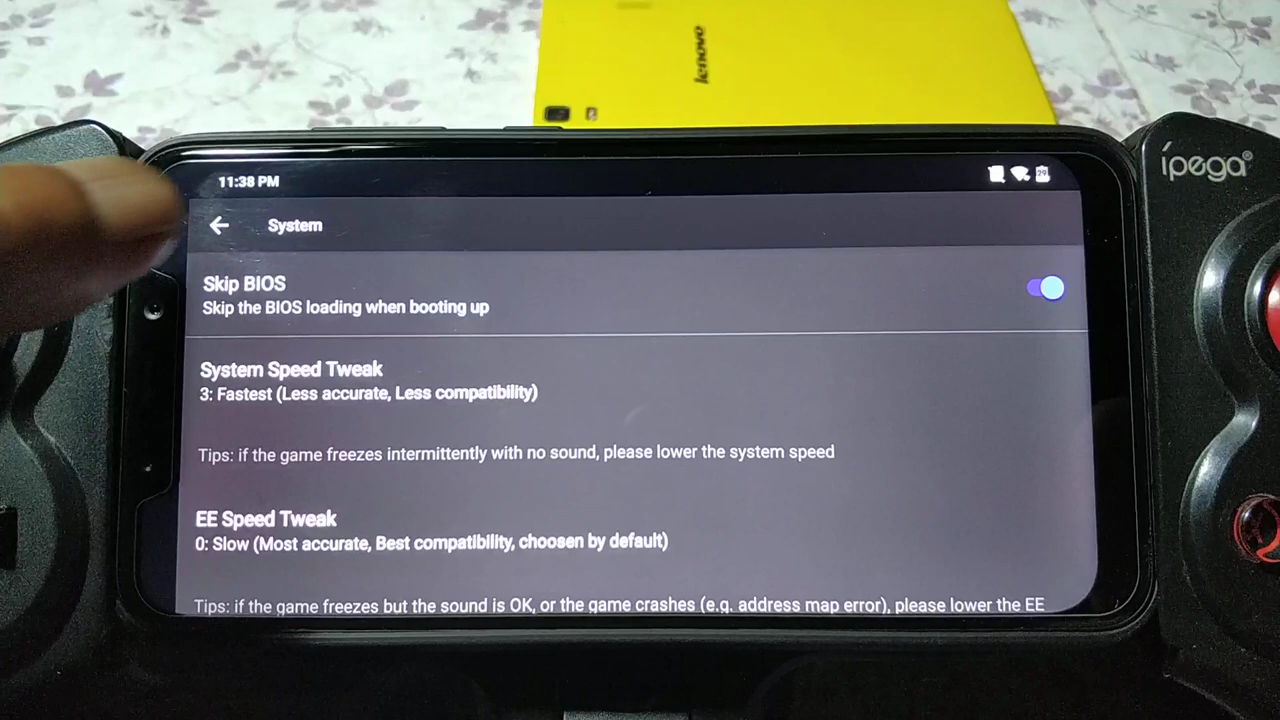 lenovo
ípega®
11:38 PM
29
System
Skip BIOS
Skip the BIOS loading when booting up
System Speed Tweak
3: Fastest (Less accurate, Less compatibility)
Tips: if the game freezes intermittently with no sound, please lower the system speed
EE Speed Tweak
0: Slow (Most accurate, Best compatibility, choosen by default)
Tips: if the game freezes but the sound is OK, or the game crashes (e.g. address map error), please lower the EE